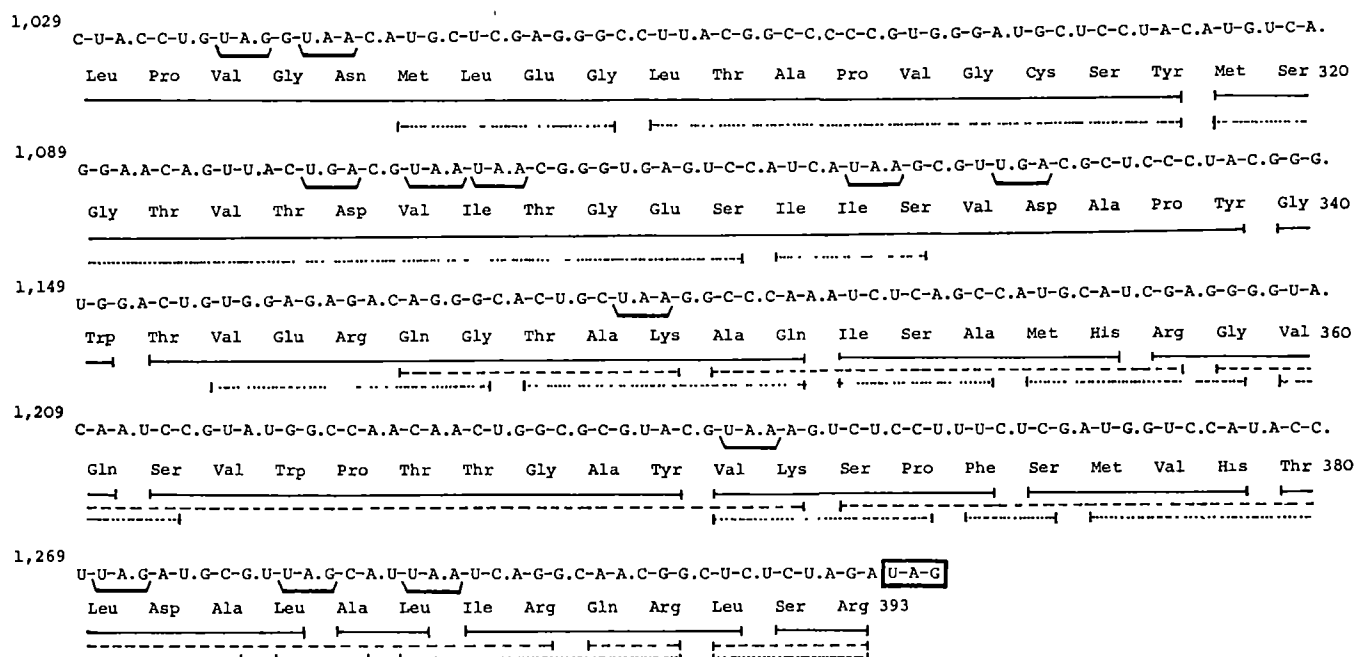 1,029 C-U-A.C-C-U.G-U-A.G-G-U.A-A-C.A-U-G.C-U-C.G-A-G.G-G-C.C-U-U.A-C-G.G-C-C.C-C-C.G-U-G.G-G-A.U-G-C.U-C-C.U-A-C.A-U-G.U-C-A.
Leu Pro Val Gly Asn Met Leu Glu Gly Leu Thr Ala Pro Val Gly Cys Ser Tyr Met Ser 320
1,089 G-G-A.A-C-A.G-U-U.A-C-U.G-A-C.G-U-A.A-U-A.A-C-G.G-G-U.G-A-G.U-C-C.A-U-C.A-U-A.A-G-C.G-U-U.G-A-C.G-C-U.C-C-C.U-A-C.G-G-G.
Gly Thr Val Thr Asp Val Ile Thr Gly Glu Ser Ile Ile Ser Val Asp Ala Pro Tyr Gly 340
1,149 U-G-G.A-C-U.G-U-G.G-A-G.A-G-A.C-A-G.G-G-C.A-C-U.G-C-U.A-A-G.G-C-C.C-A-A.A-U-C.U-C-A.G-C-C.A-U-G.C-A-U.C-G-A.G-G-G.G-U-A.
Trp Thr Val Glu Arg Gln Gly Thr Ala Lys Ala Gln Ile Ser Ala Met His Arg Gly Val 360
1,209 C-A-A.U-C-C.G-U-A.U-G-G.C-C-A.A-C-A.A-C-U.G-G-C.G-C-G.U-A-C.G-U-A.A-A-G.U-C-U.C-C-U.U-U-C.U-C-G.A-U-G.G-U-C.C-A-U.A-C-C.
Gln Ser Val Trp Pro Thr Thr Gly Ala Tyr Val Lys Ser Pro Phe Ser Met Val His Thr 380
1,269 U-U-A.G-A-U.G-C-G.U-U-A.G-C-A.U-U-A.A-U-C.A-G-G.C-A-A.C-G-G.C-U-C.U-C-U.A-G-A U-A-G
Leu Asp Ala Leu Ala Leu Ile Arg Gln Arg Leu Ser Arg 393